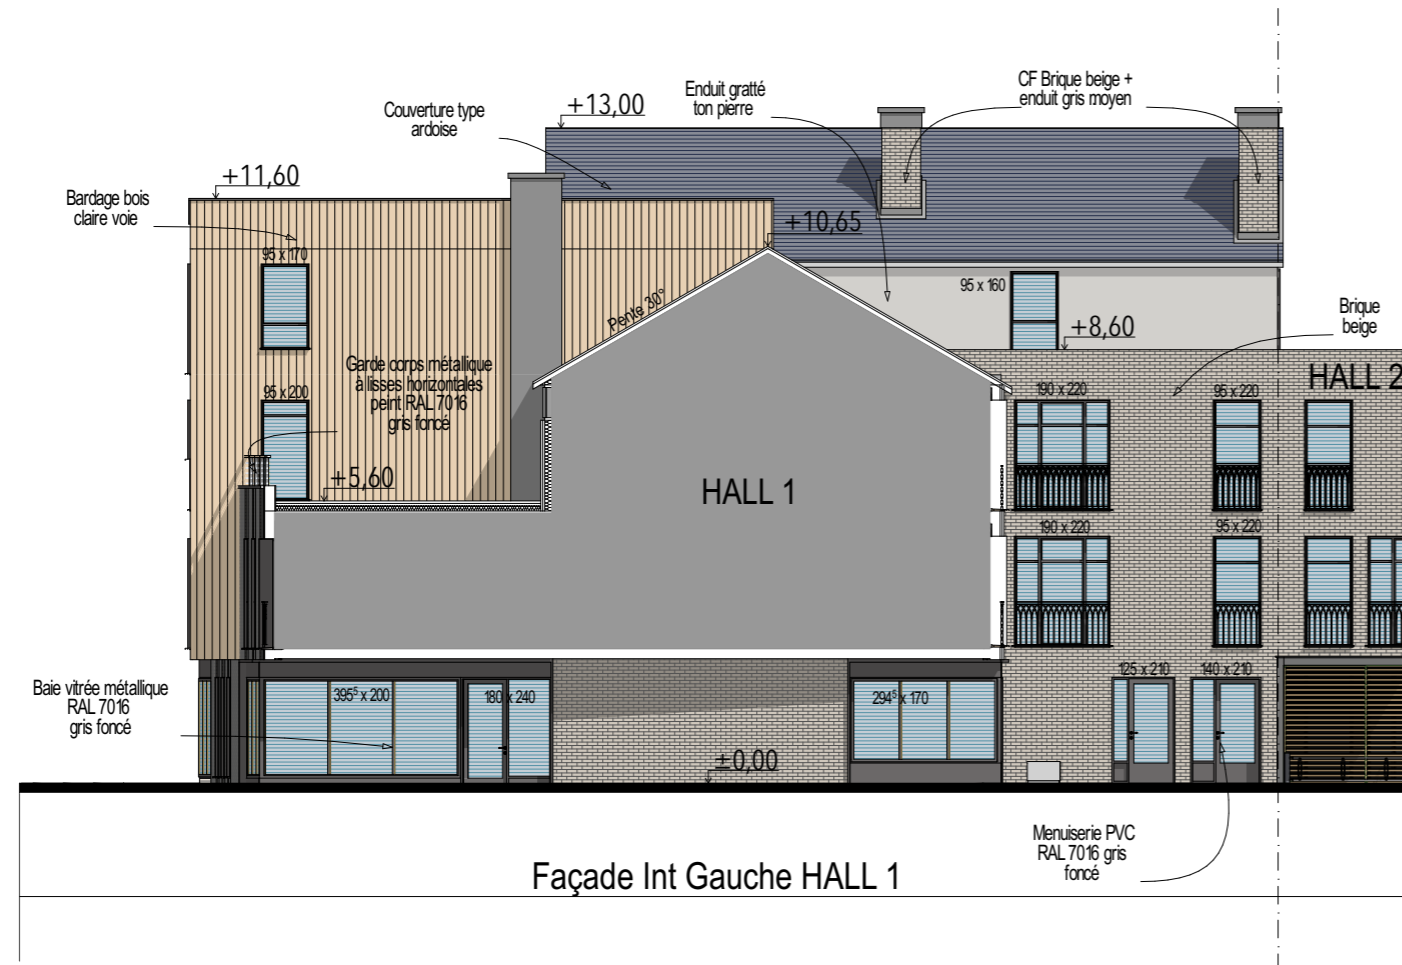 CF Brique beige +
enduit gris moyen
Enduit gratté
ton pierre
Couverture type
ardoise
+13,00
+11,60
Bardage bois
claire voie
+10,65
95 x 170
95 x 160
Pente 30°
Brique
beige
+8,60
Garde corps métallique
à lisses horizontales
peint RAL 7016
gris foncé
HALL 2
95 x 200
190 x 220
95 x 220
+5,60
HALL 1
190 x 220
95 x 220
125 x 210
140 x 210
Baie vitrée métallique
RAL 7016
gris foncé
395⁵ x 200
180 x 240
294⁵ x 170
±0,00
Menuiserie PVC
RAL 7016 gris
foncé
Façade Int Gauche HALL 1